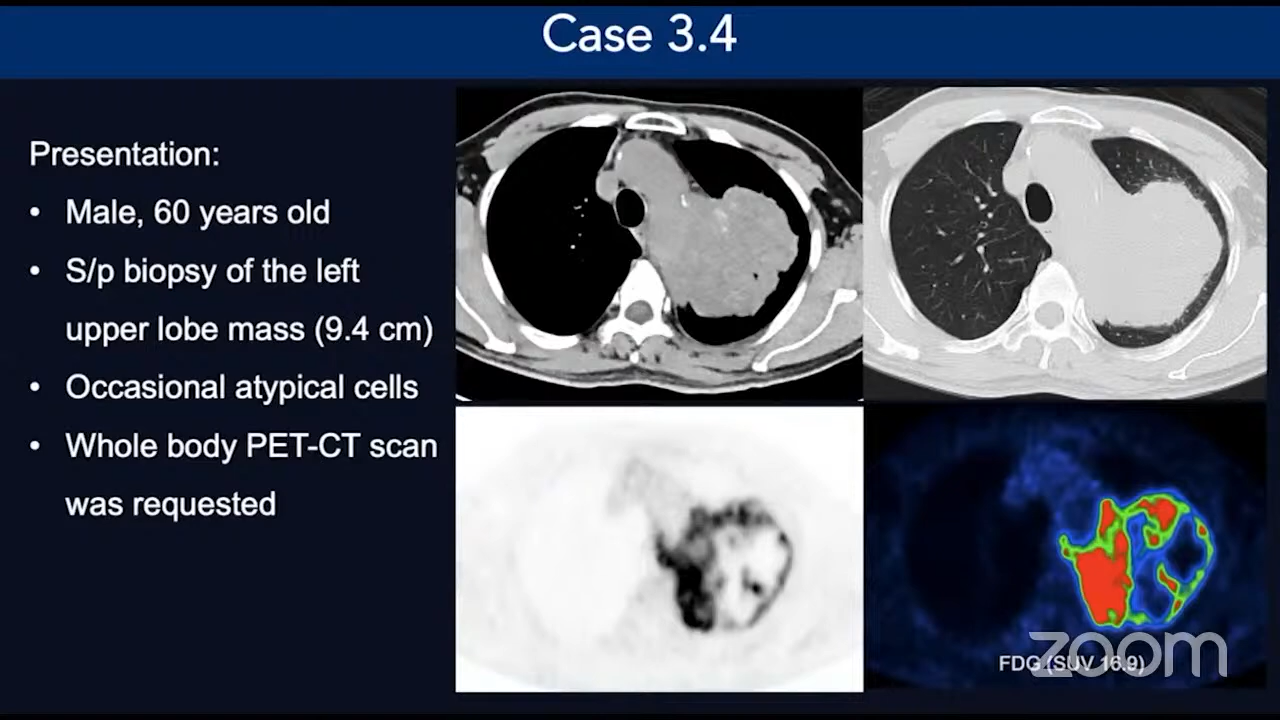 Case 3.4
Presentation:
• Male, 60 years old
• S/p biopsy of the left
upper lobe mass (9.4 cm)
• Occasional atypical cells
• Whole body PET-CT scan
was requested
zoom
FDG (SUV 16.9)